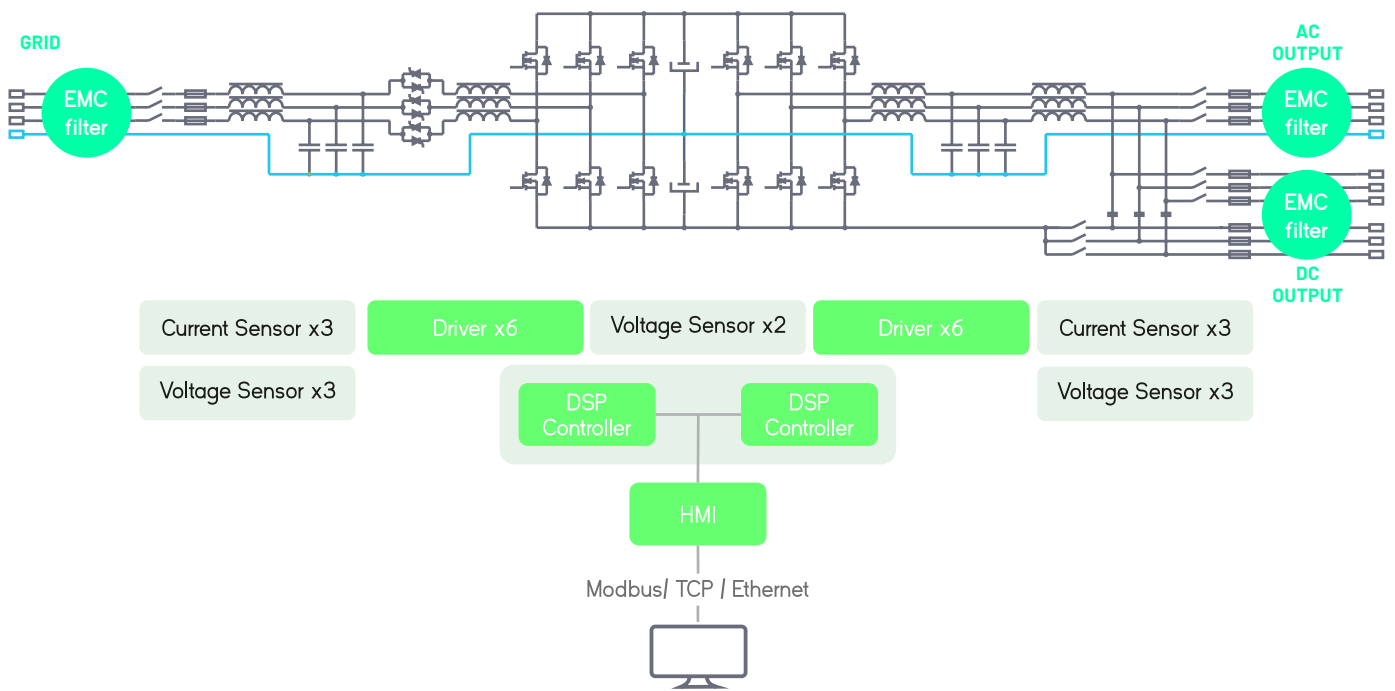 GRID
EMC
filter
AC
OUTPUT
EMC
filter
EMC
filter
DC
OUTPUT
Current Sensor x3
Driver x6
Voltage Sensor x2
Driver x6
Current Sensor x3
Voltage Sensor x3
DSP
Controller
DSP
Controller
Voltage Sensor x3
HMI
Modbus/ TCP / Ethernet